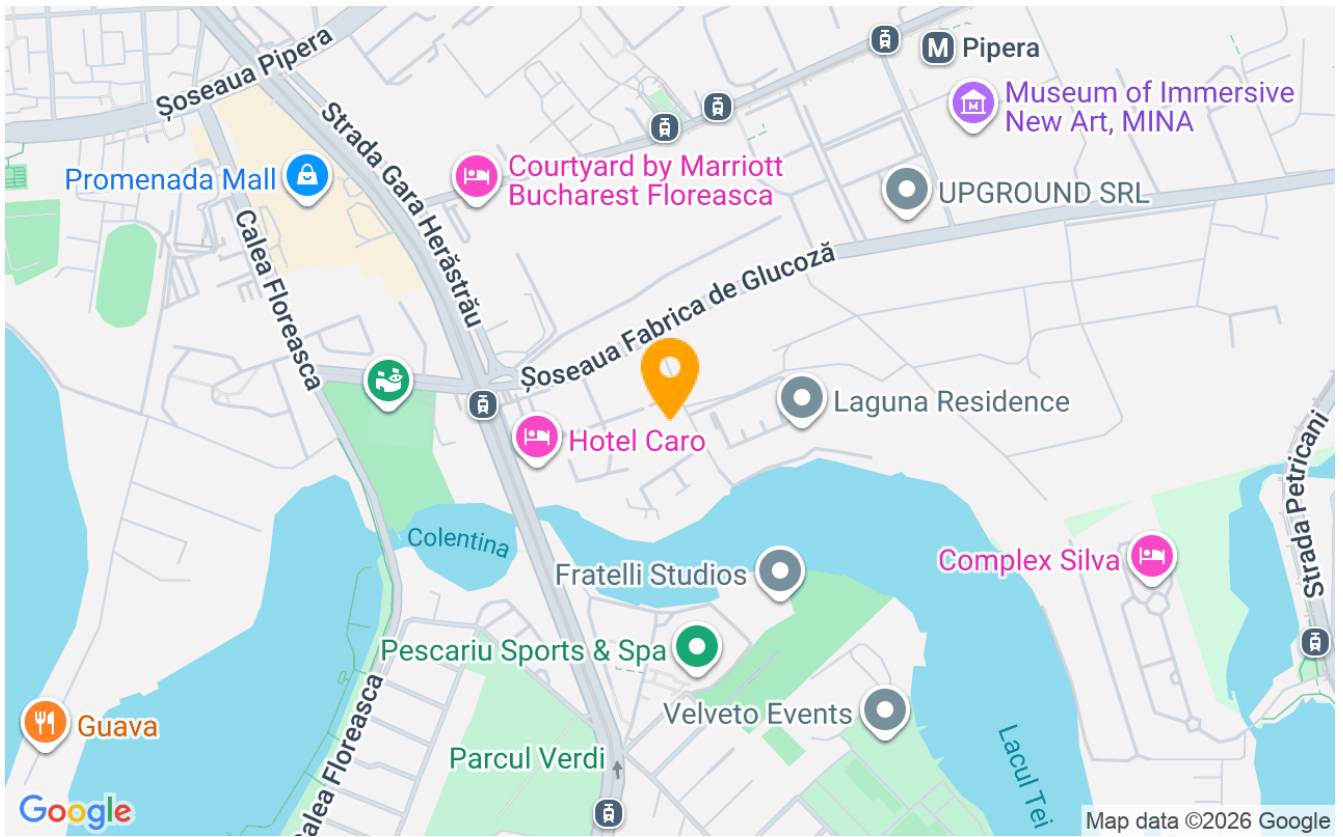 Șoseaua Pipera
Pipera
Museum of Immersive
New Art, MINA
Strada Gara Herăstrău
Promenada Mall
Courtyard by Marriott
Bucharest Floreasca
UPGROUND SRL
Calea Floreasca
Șoseaua Fabrica de Glucoză
Laguna Residence
Hotel Caro
Strada Petricani
Colentina
Fratelli Studios
Complex Silva
Pescariu Sports & Spa
Guava
Velveto Events
Calea Floreasca
Parcul Verdi
Lacul Tei
Google
Map data ©2026 Google